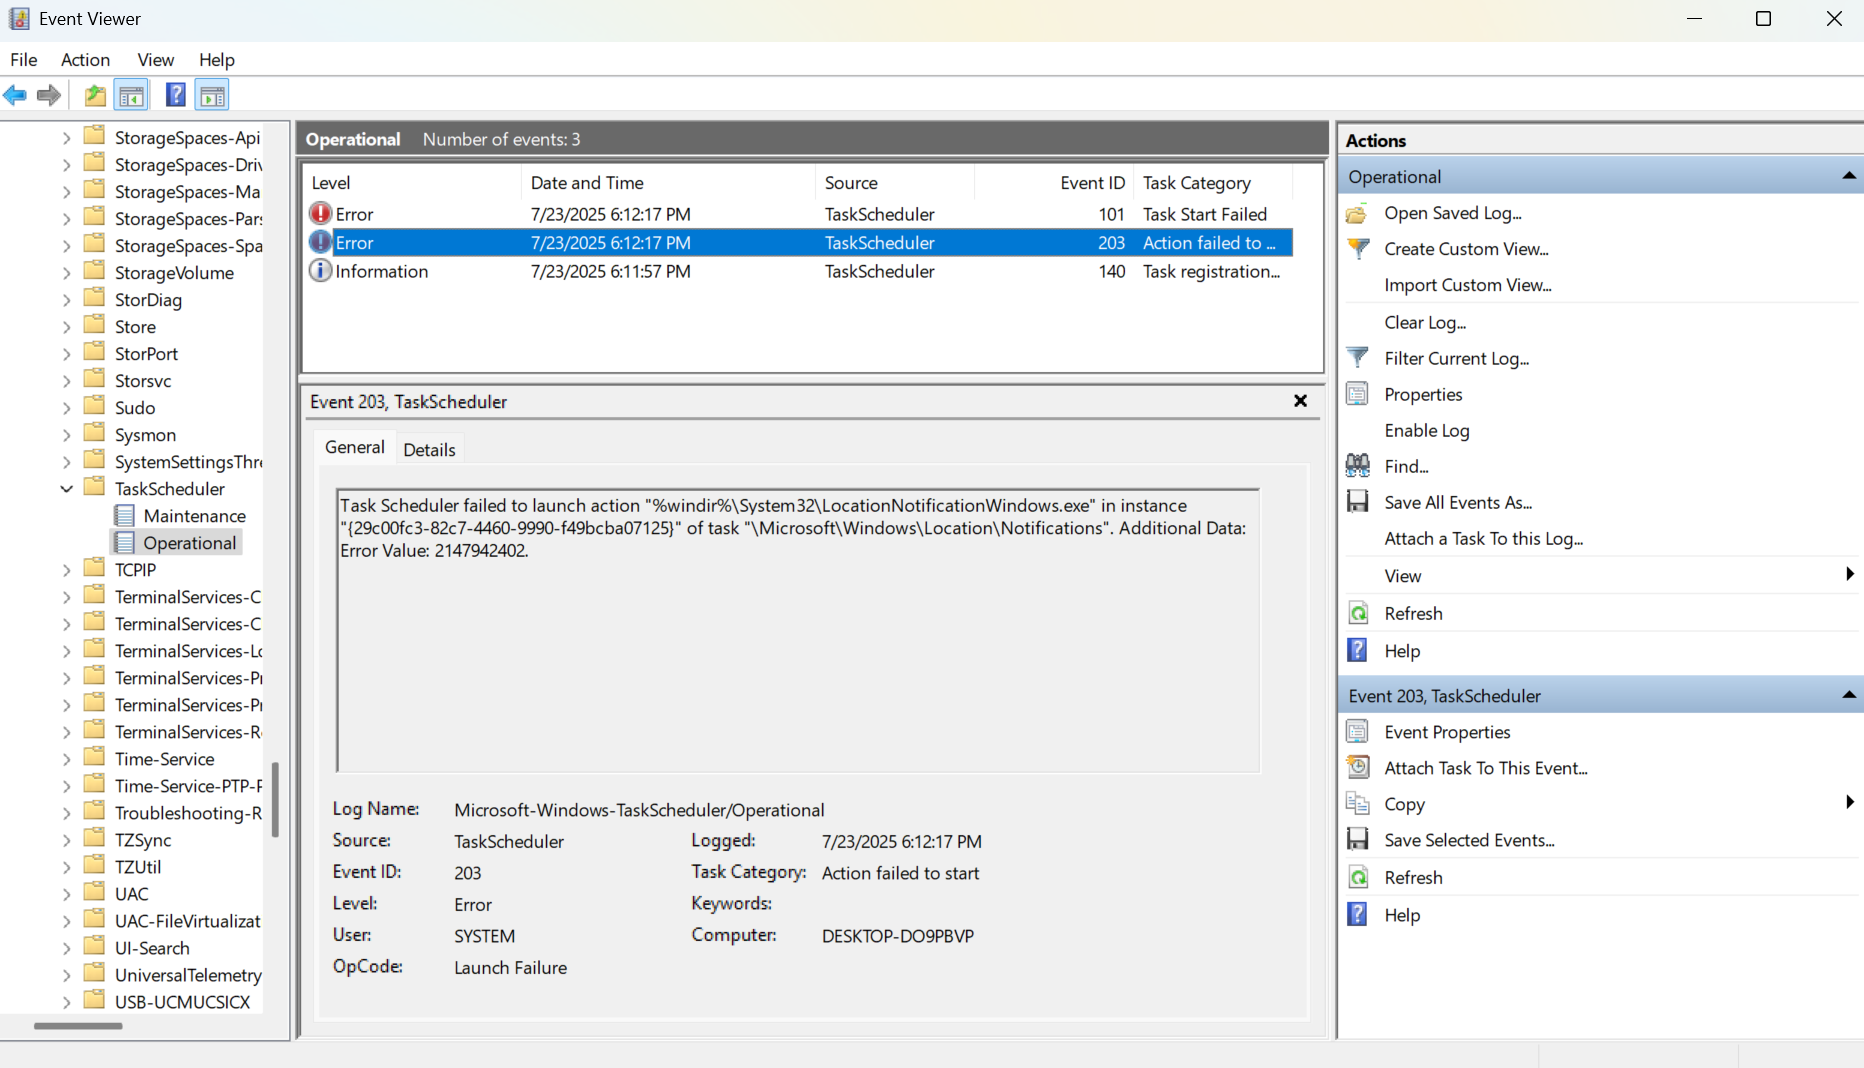 Event Viewer
File Action View Help
StorageSpaces-Api
StorageSpaces-Driv
StorageSpaces-Ma
StorageSpaces-Pars
StorageSpaces-Spa
StorageVolume
StorDiag
Store
StorPort
Storsvc
Sudo
Sysmon
SystemSettingsThre
TaskScheduler
Maintenance
Operational
TCPIP
TerminalServices-C
TerminalServices-C
TerminalServices-Lo
TerminalServices-Pr
TerminalServices-Pr
TerminalServices-R
Time-Service
Time-Service-PTP-P
Troubleshooting-R
TZSync
TZUtil
UAC
UAC-FileVirtualizat
UI-Search
UniversalTelemetry
USB-UCMUCSICX
Operational Number of events: 3
Level Date and Time Source Event ID Task Category
Error 7/23/2025 6:12:17 PM TaskScheduler 101 Task Start Failed
Error 7/23/2025 6:12:17 PM TaskScheduler 203 Action failed to ...
Information 7/23/2025 6:11:57 PM TaskScheduler 140 Task registration...
Event 203, TaskScheduler
General Details
Task Scheduler failed to launch action "%windir%\System32\LocationNotificationWindows.exe" in instance
"{29c00fc3-82c7-4460-9990-f49bcba07125}" of task "\Microsoft\Windows\Location\Notifications". Additional Data:
Error Value: 2147942402.
Log Name: Microsoft-Windows-TaskScheduler/Operational
Source: TaskScheduler Logged: 7/23/2025 6:12:17 PM
Event ID: 203 Task Category: Action failed to start
Level: Error Keywords:
User: SYSTEM Computer: DESKTOP-DO9PBVP
OpCode: Launch Failure
Actions
Operational
Open Saved Log...
Create Custom View...
Import Custom View...
Clear Log...
Filter Current Log...
Properties
Enable Log
Find...
Save All Events As...
Attach a Task To this Log...
View
Refresh
Help
Event 203, TaskScheduler
Event Properties
Attach Task To This Event...
Copy
Save Selected Events...
Refresh
Help